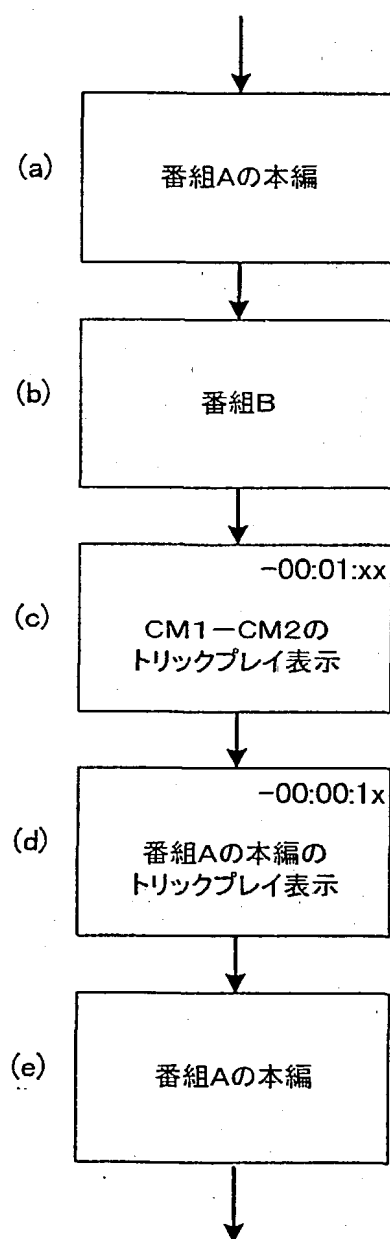 (a)
番組Aの本編
(b)
番組B
(c)
-00:01:xx
CM1-CM2の
トリックプレイ表示
(d)
-00:00:1x
番組Aの本編の
トリックプレイ表示
(e)
番組Aの本編